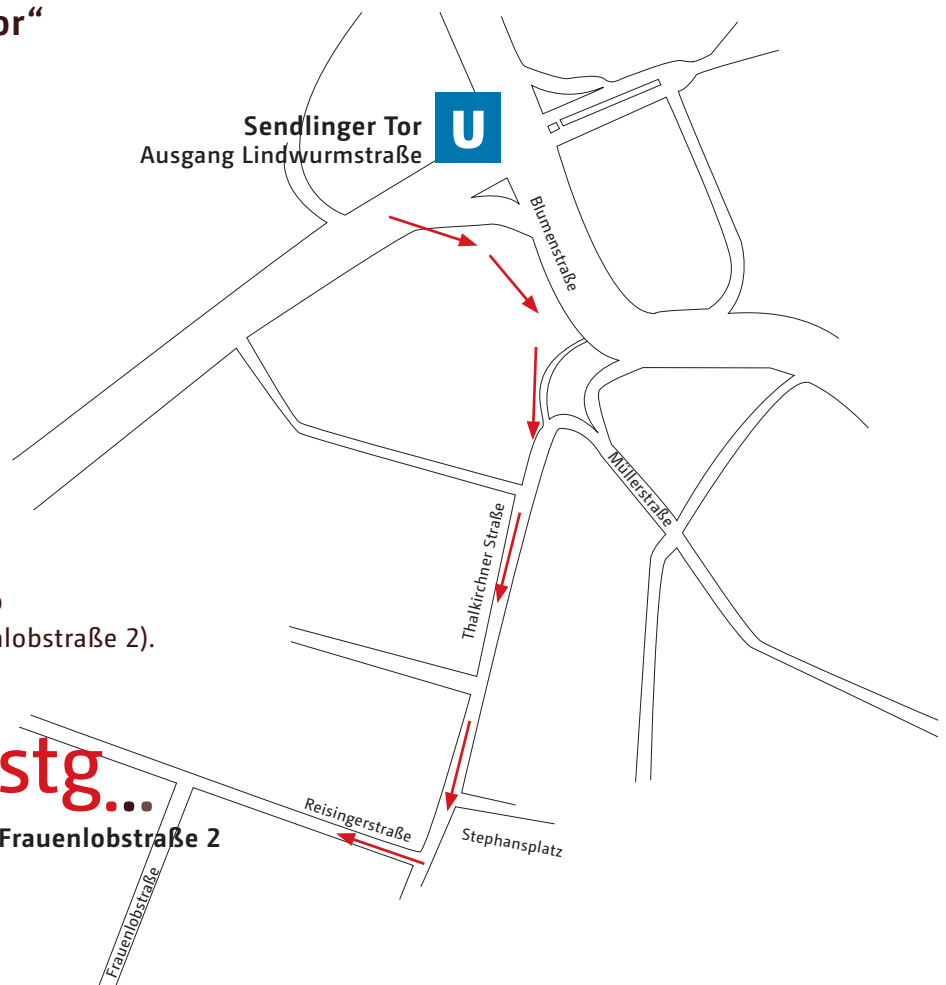 or“
Sendlinger Tor
Ausgang Lindwurmstraße
U
Blumenstraße
Müllerstraße
Thalkirchner Straße
lobstraße 2).
stg...
Frauenlobstraße 2
Reisingerstraße
Stephansplatz
Frauenlobstraße